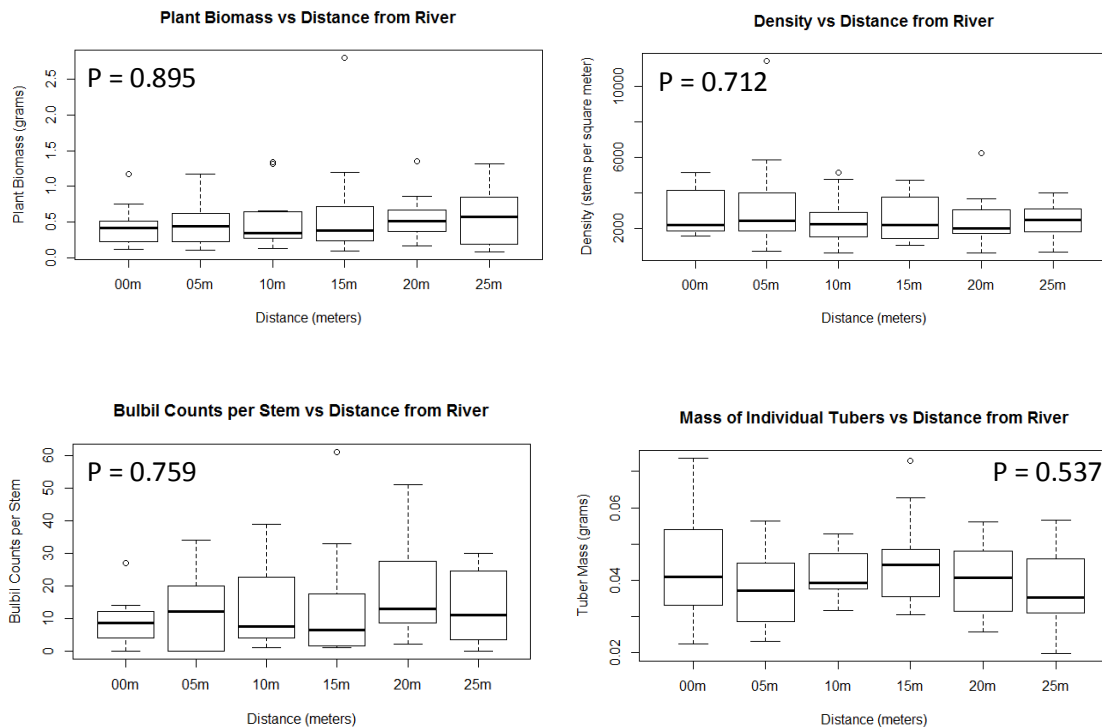 Plant Biomass vs Distance from River
P = 0.895
Plant Biomass (grams)
2.5
2.0
1.5
1.0
0.5
0.0
00m 05m 10m 15m 20m 25m
Distance (meters)
Density vs Distance from River
P = 0.712
Density (stems per square meter)
10000
6000
2000
00m 05m 10m 15m 20m 25m
Distance (meters)
Bulbil Counts per Stem vs Distance from River
P = 0.759
Bulbil Counts per Stem
60
50
40
30
20
10
0
00m 05m 10m 15m 20m 25m
Distance (meters)
Mass of Individual Tubers vs Distance from River
P = 0.537
Tuber Mass (grams)
0.06
0.04
0.02
00m 05m 10m 15m 20m 25m
Distance (meters)